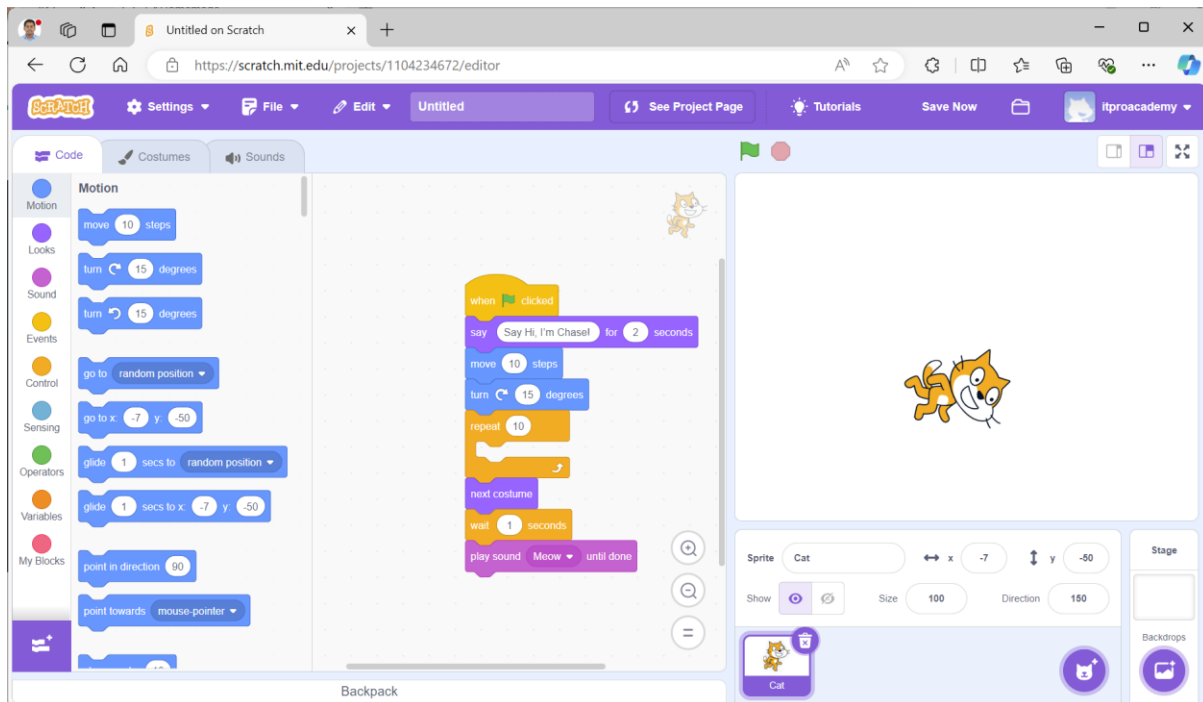 Untitled on Scratch
https://scratch.mit.edu/projects/1104234672/editor
SCRATCH Settings File Edit Untitled See Project Page Tutorials Save Now itproacademy
Code Costumes Sounds
Motion
Looks
Sound
Events
Control
Sensing
Operators
Variables
My Blocks
Motion
move 10 steps
turn 15 degrees
turn 15 degrees
go to random position
go to x: -7 y: -50
glide 1 secs to random position
glide 1 secs to x: -7 y: -50
point in direction 90
point towards mouse-pointer
when clicked
say Say Hi, I'm Chase! for 2 seconds
move 10 steps
turn 15 degrees
repeat 10
next costume
wait 1 seconds
play sound Meow until done
Backpack
Sprite Cat x -7 y -50
Show Size 100 Direction 150
Cat
Stage
Backdrops